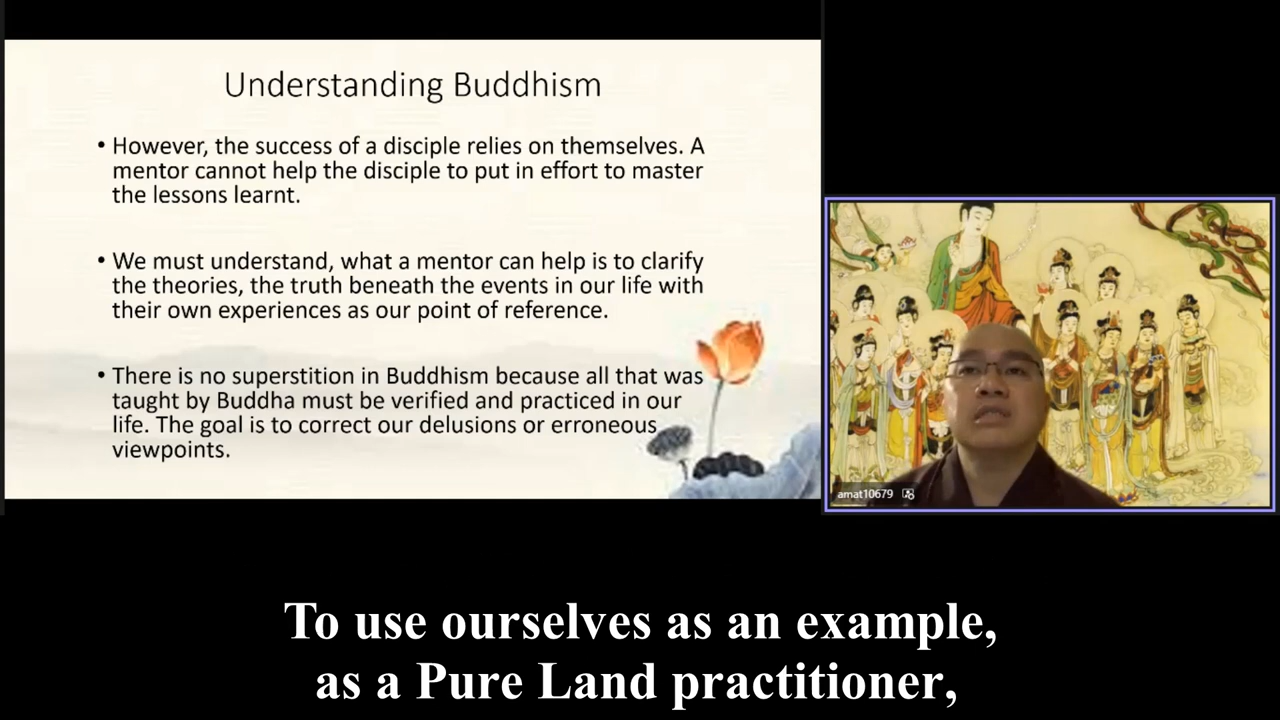 Understanding Buddhism
• However, the success of a disciple relies on themselves. A
mentor cannot help the disciple to put in effort to master
the lessons learnt.
• We must understand, what a mentor can help is to clarify
the theories, the truth beneath the events in our life with
their own experiences as our point of reference.
• There is no superstition in Buddhism because all that was
taught by Buddha must be verified and practiced in our
life. The goal is to correct our delusions or erroneous
viewpoints.
amat10679
To use ourselves as an example,
as a Pure Land practitioner,